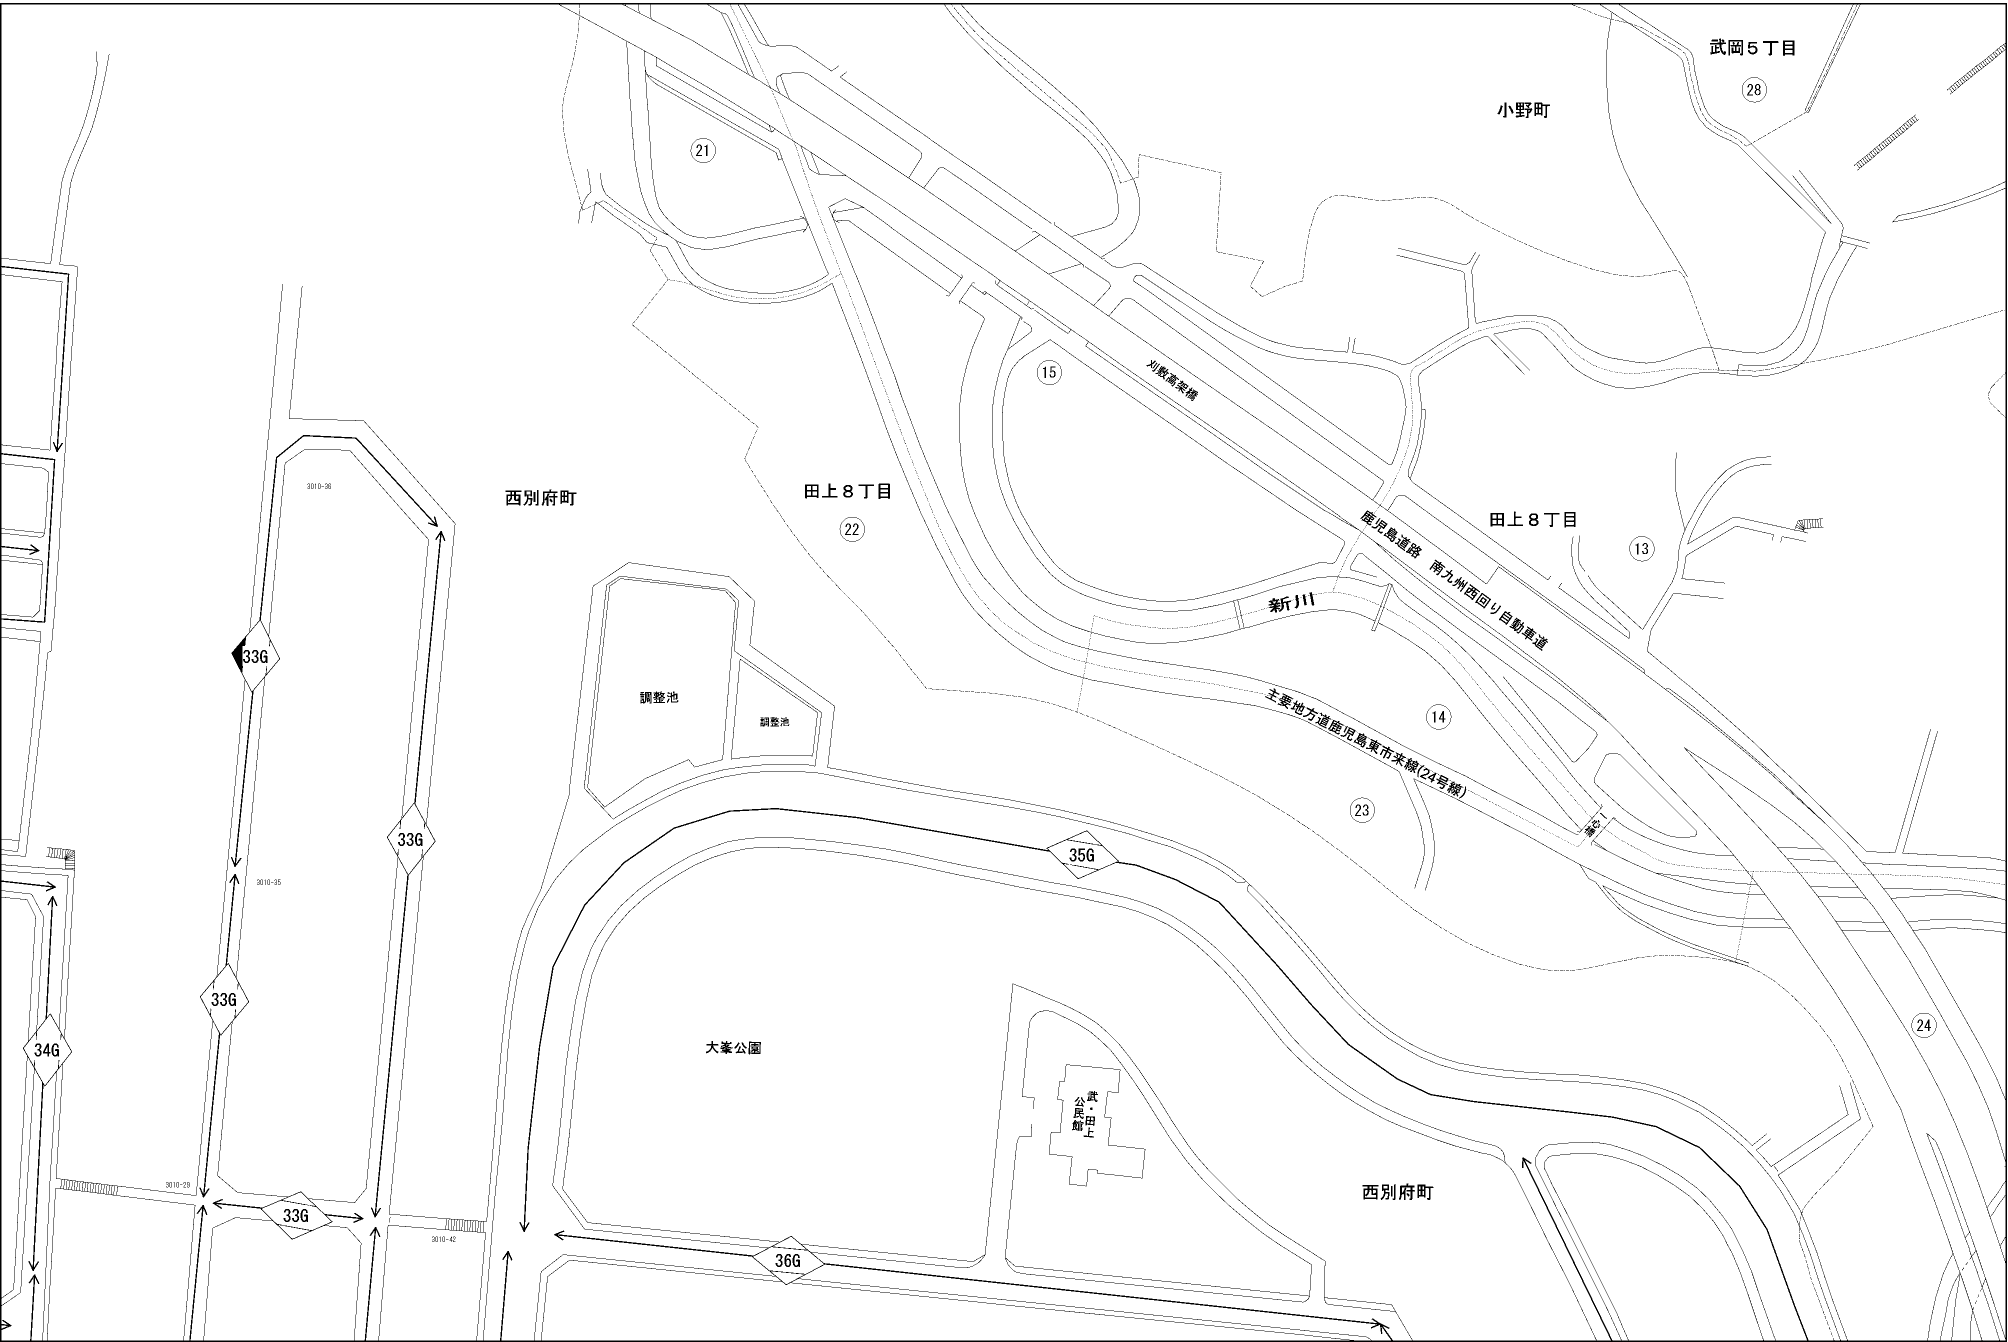 武岡５丁目
28
小野町
21
15
刈敷高架橋
3010-36
西別府町
田上８丁目
22
鹿児島道路　南九州西回り自動車道
田上８丁目
13
新川
33G
調整池
調整池
主要地方道鹿児島東市来線(24号線)
14
23
一心橋
33G
35G
3010-35
33G
34G
大峯公園
武・田上
公民館
24
3010-29
33G
西別府町
3010-42
36G